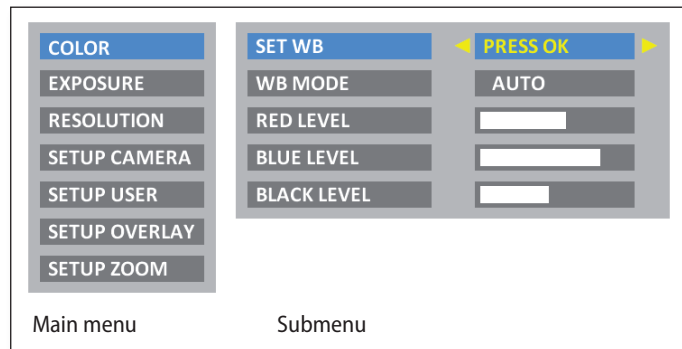 COLOR
EXPOSURE
RESOLUTION
SETUP CAMERA
SETUP USER
SETUP OVERLAY
SETUP ZOOM
SET WB PRESS OK
WB MODE AUTO
RED LEVEL
BLUE LEVEL
BLACK LEVEL
Main menu
Submenu